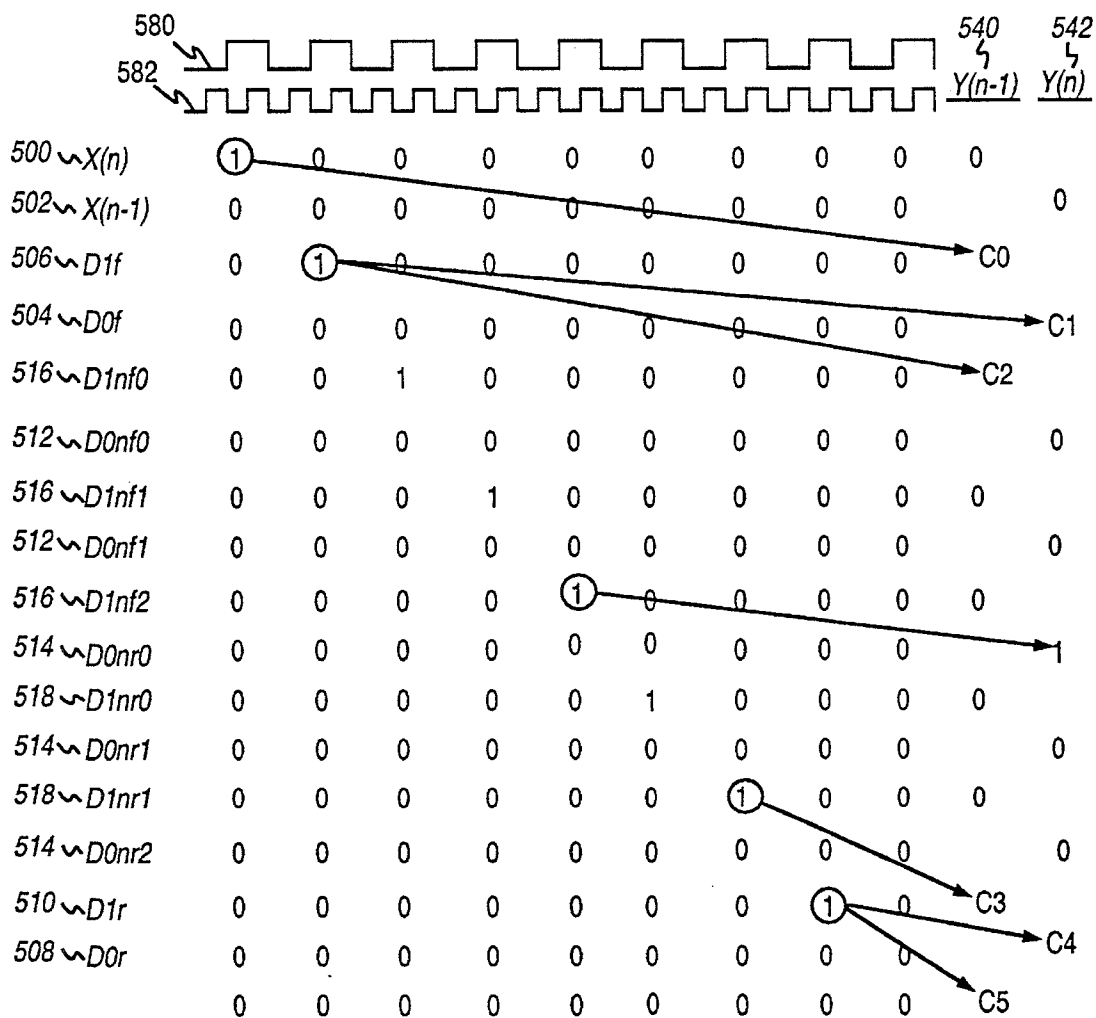 580 540 542
582 Y(n-1) Y(n)
500 X(n) 1 0 0 0 0 0 0 0 0 0
502 X(n-1) 0 0 0 0 0 0 0 0 0 0
506 D1f 0 1 0 0 0 0 0 0 0 C0
504 D0f 0 0 0 0 0 0 0 0 0 C1
516 D1nf0 0 0 1 0 0 0 0 0 0 C2
512 D0nf0 0 0 0 0 0 0 0 0 0 0
516 D1nf1 0 0 0 1 0 0 0 0 0 0
512 D0nf1 0 0 0 0 0 0 0 0 0 0
516 D1nf2 0 0 0 0 1 0 0 0 0 0
514 D0nr0 0 0 0 0 0 0 0 0 0 1
518 D1nr0 0 0 0 0 0 1 0 0 0 0
514 D0nr1 0 0 0 0 0 0 0 0 0 0
518 D1nr1 0 0 0 0 0 0 1 0 0 0
514 D0nr2 0 0 0 0 0 0 0 0 0 0
510 D1r 0 0 0 0 0 0 0 1 0 C3
C4
508 D0r 0 0 0 0 0 0 0 0 0
0 0 0 0 0 0 0 0 0 C5